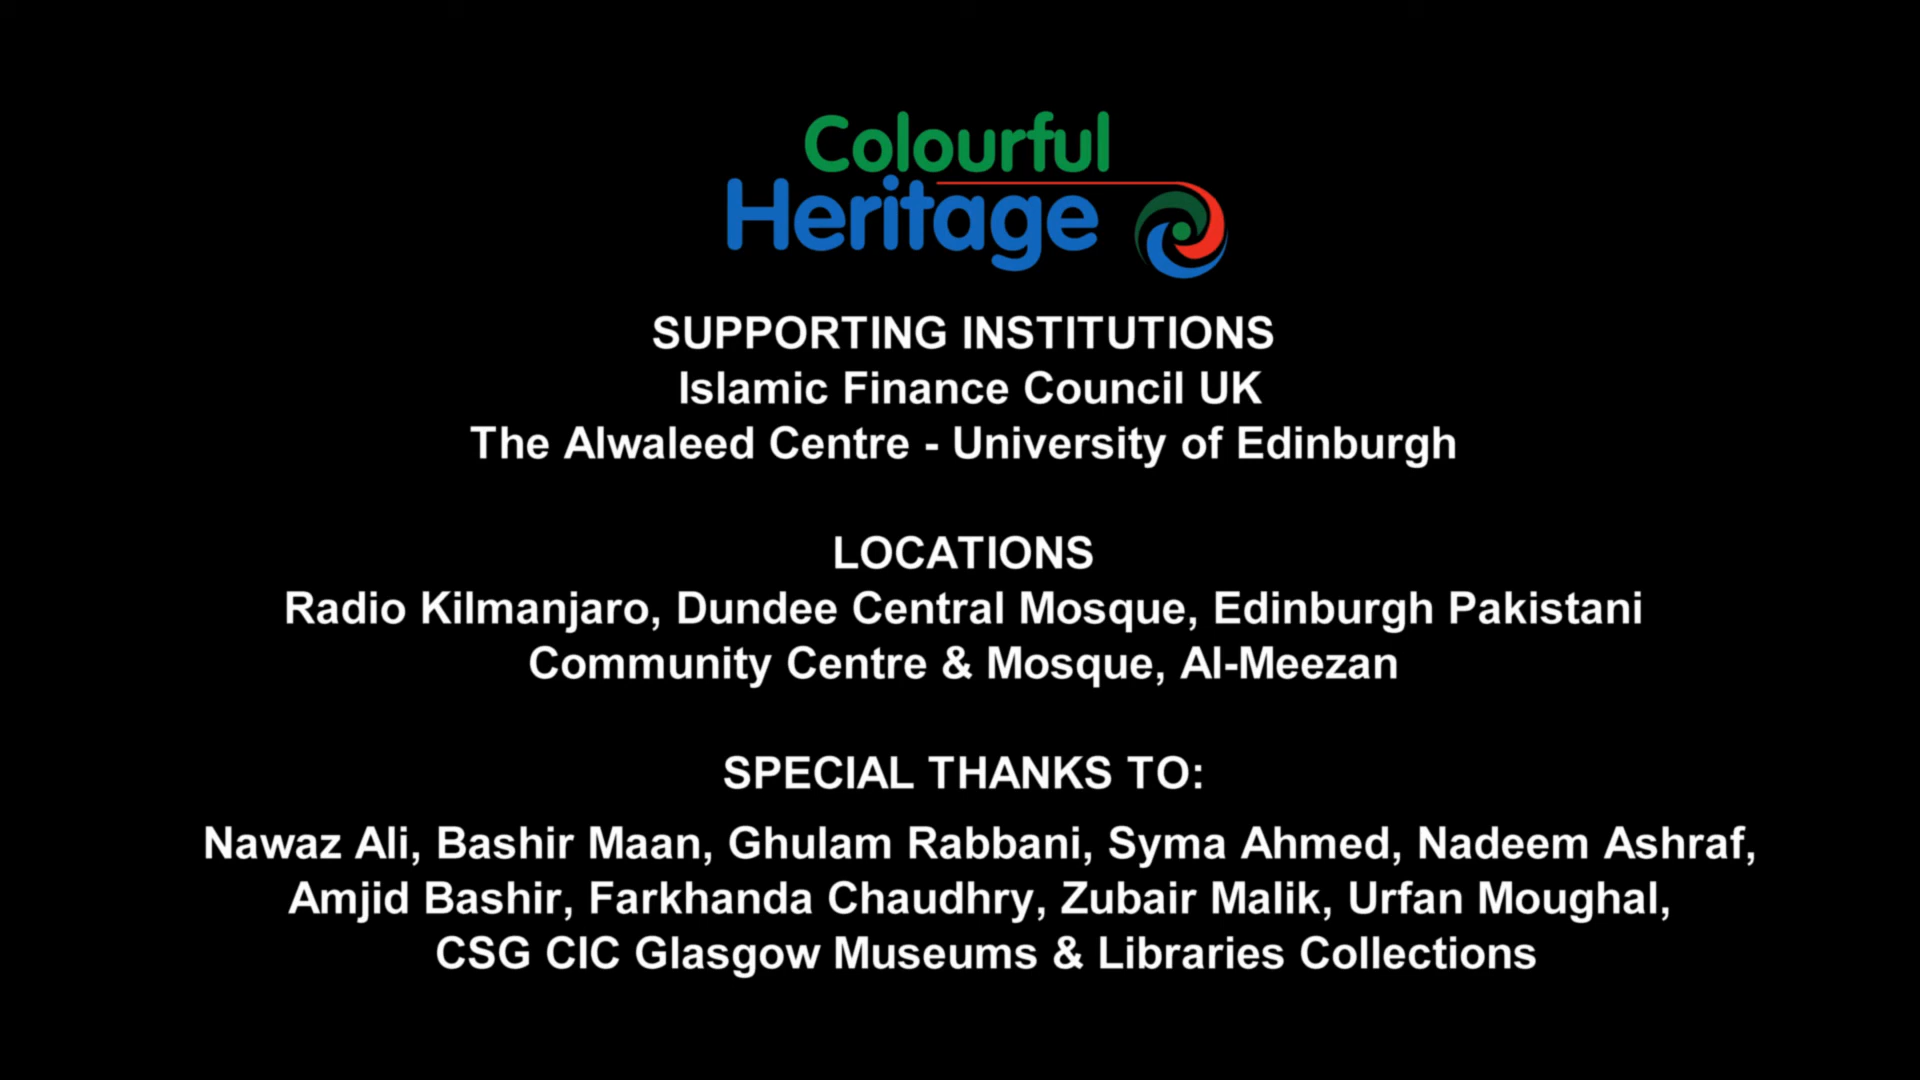 Colourful
Heritage
SUPPORTING INSTITUTIONS
Islamic Finance Council UK
The Alwaleed Centre - University of Edinburgh
LOCATIONS
Radio Kilmanjaro, Dundee Central Mosque, Edinburgh Pakistani
Community Centre & Mosque, Al-Meezan
SPECIAL THANKS TO:
Nawaz Ali, Bashir Maan, Ghulam Rabbani, Syma Ahmed, Nadeem Ashraf,
Amjid Bashir, Farkhanda Chaudhry, Zubair Malik, Urfan Moughal,
CSG CIC Glasgow Museums & Libraries Collections